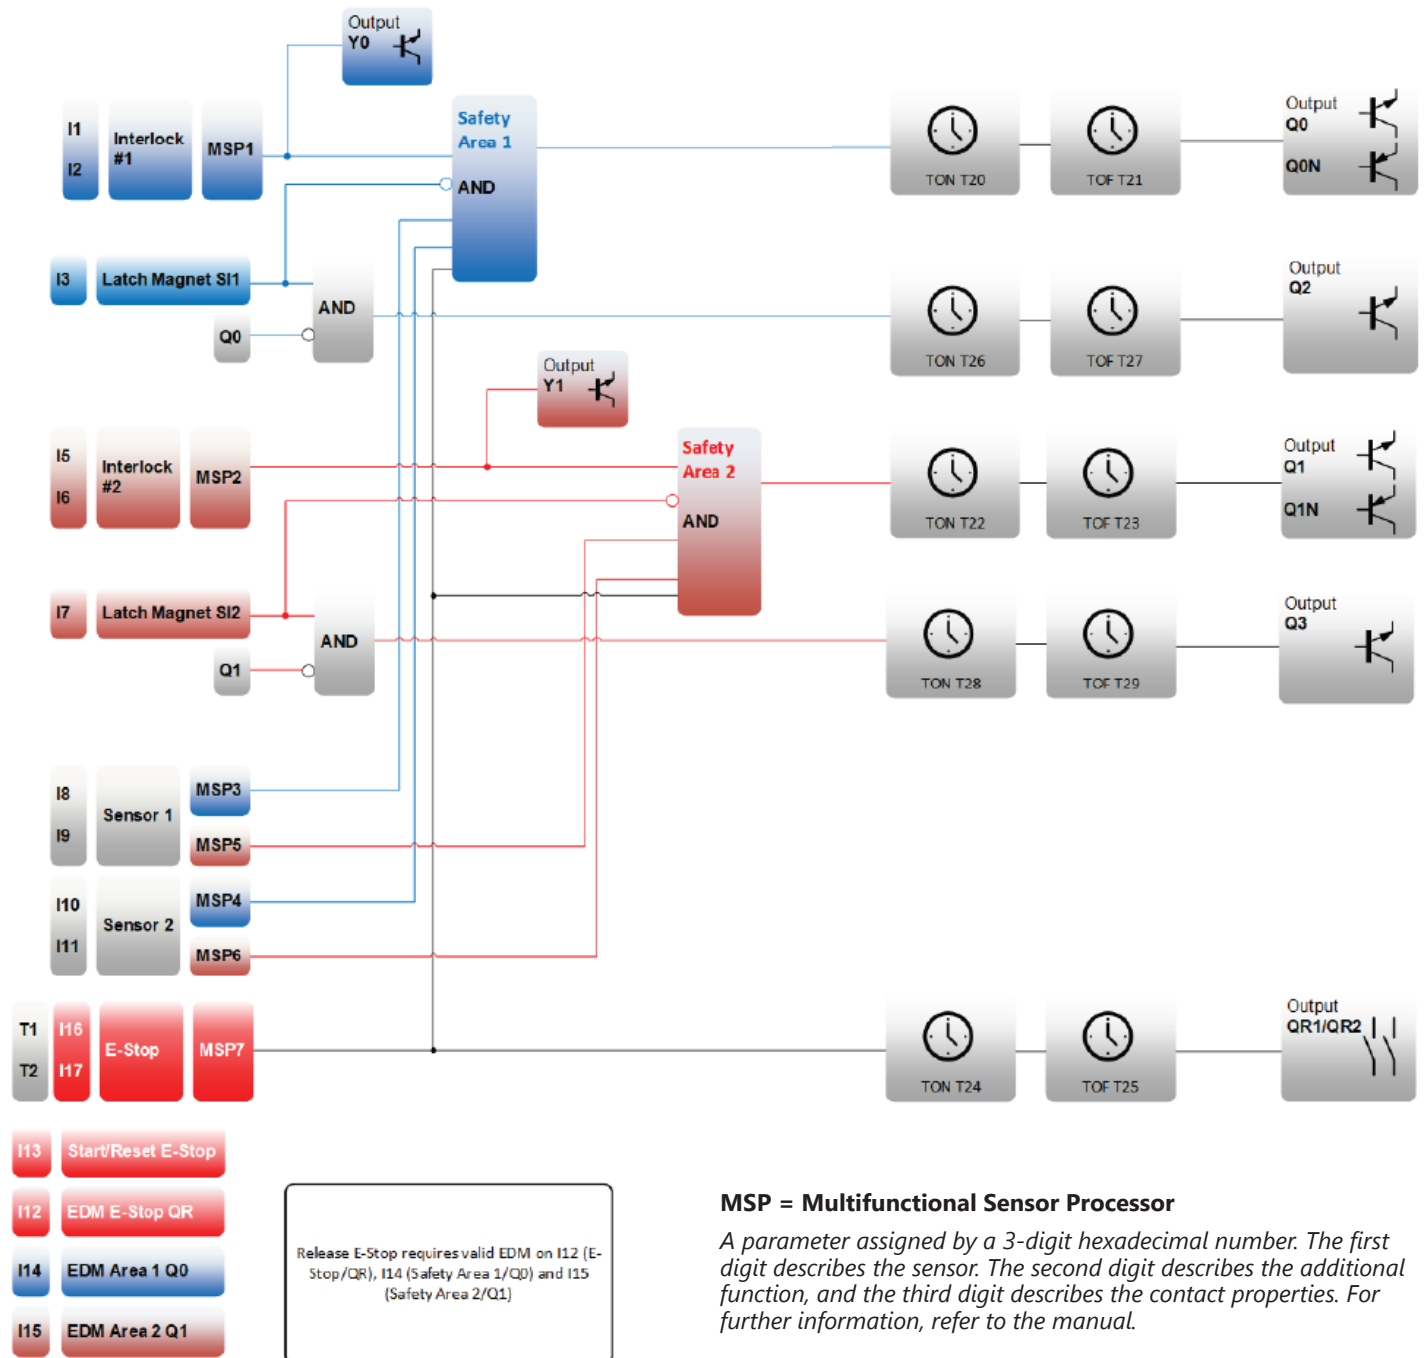 Output
Y0
I1
I2
Interlock
#1
MSP1
Safety
Area 1
AND
TON T20
TOF T21
Output
Q0
Q0N
I3
Latch Magnet SI1
Q0
AND
TON T26
TOF T27
Output
Q2
Output
Y1
I5
I6
Interlock
#2
MSP2
Safety
Area 2
AND
TON T22
TOF T23
Output
Q1
Q1N
I7
Latch Magnet SI2
Q1
AND
TON T28
TOF T29
Output
Q3
I8
I9
Sensor 1
MSP3
MSP5
I10
I11
Sensor 2
MSP4
MSP6
T1
T2
I16
I17
E-Stop
MSP7
TON T24
TOF T25
Output
QR1/QR2
I13
Start/Reset E-Stop
I12
EDM E-Stop QR
I14
EDM Area 1 Q0
I15
EDM Area 2 Q1
Release E-Stop requires valid EDM on I12 (E-
Stop/QR), I14 (Safety Area 1/Q0) and I15
(Safety Area 2/Q1)
MSP = Multifunctional Sensor Processor
A parameter assigned by a 3-digit hexadecimal number. The first
digit describes the sensor. The second digit describes the additional
function, and the third digit describes the contact properties. For
further information, refer to the manual.